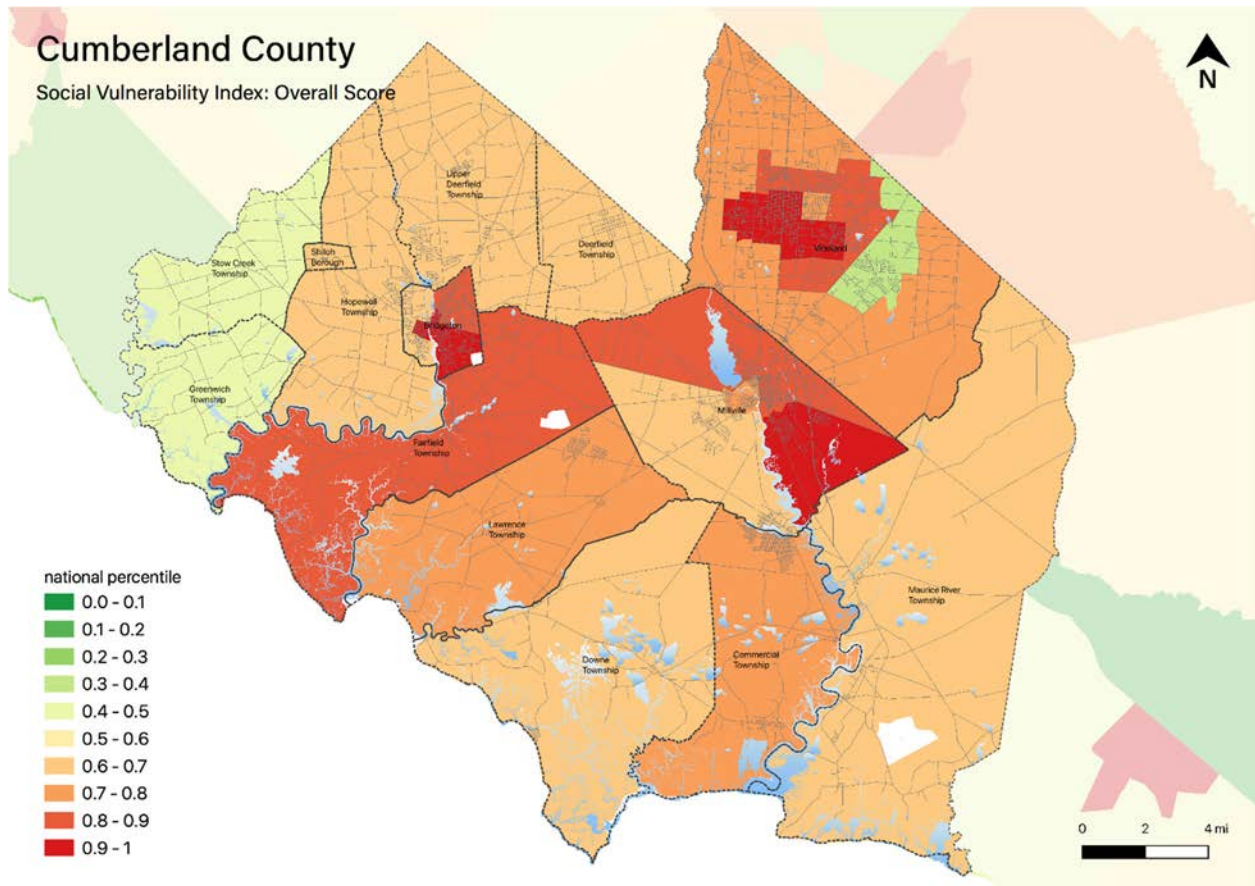 Cumberland County
Social Vulnerability Index: Overall Score
N
Upper
Deerfield
Township
Deerfield
Township
Vineland
Shiloh
Borough
Stow Creek
Township
Hopewell
Township
Bridgeton
Greenwich
Township
Millville
Fairfield
Township
Lawrence
Township
Maurice River
Township
Downe
Township
Commercial
Township
national percentile
0.0 - 0.1
0.1 - 0.2
0.2 - 0.3
0.3 - 0.4
0.4 - 0.5
0.5 - 0.6
0.6 - 0.7
0.7 - 0.8
0.8 - 0.9
0.9 - 1
0 2 4 mi